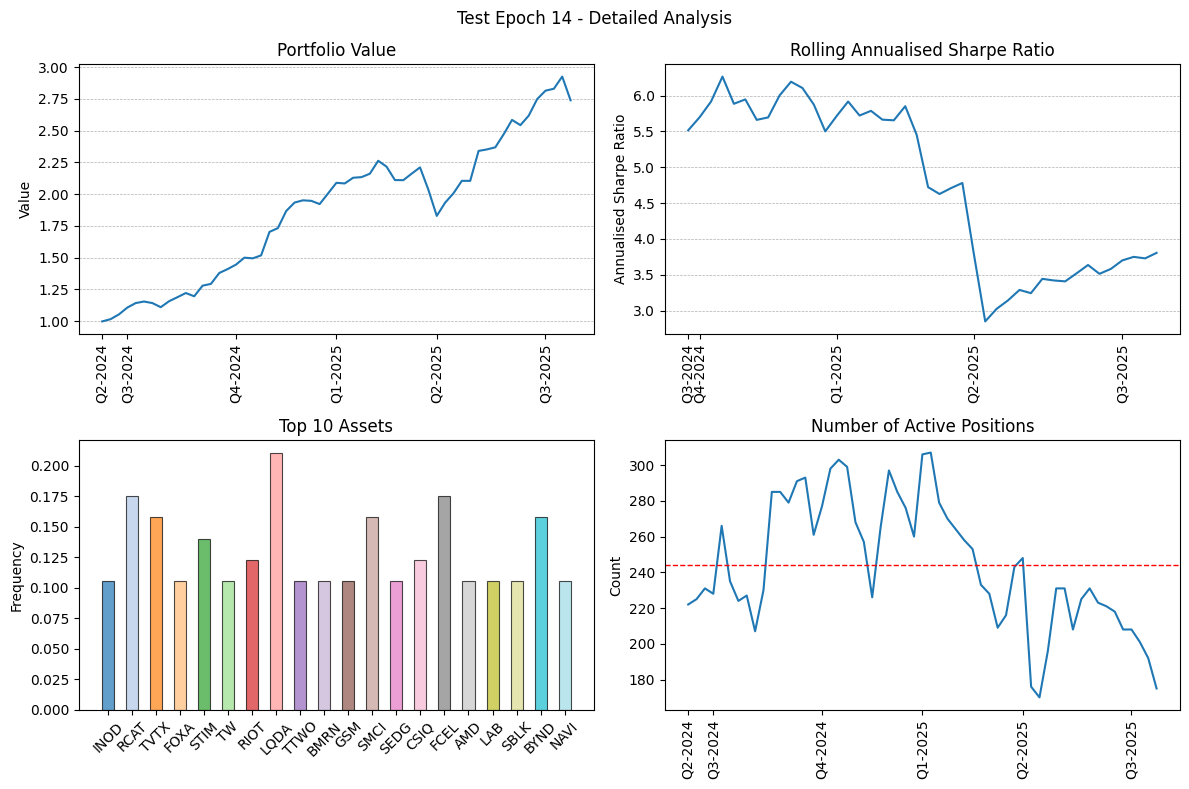 Test Epoch 14 - Detailed Analysis
Portfolio Value
Value
3.00
2.75
2.50
2.25
2.00
1.75
1.50
1.25
1.00
Q2-2024
Q3-2024
Q4-2024
Q1-2025
Q2-2025
Q3-2025
Rolling Annualised Sharpe Ratio
Annualised Sharpe Ratio
6.0
5.5
5.0
4.5
4.0
3.5
3.0
Q3-2024
Q4-2024
Q1-2025
Q2-2025
Q3-2025
Top 10 Assets
Frequency
0.200
0.175
0.150
0.125
0.100
0.075
0.050
0.025
0.000
INOD
RCAT
TVTX
FOXA
STIM
TW
RIOT
LQDA
TTWO
BMRN
GSM
SMCI
SEDG
CSIQ
FCEL
AMD
LAB
SBLK
BYND
NAVI
Number of Active Positions
Count
300
280
260
240
220
200
180
Q2-2024
Q3-2024
Q4-2024
Q1-2025
Q2-2025
Q3-2025